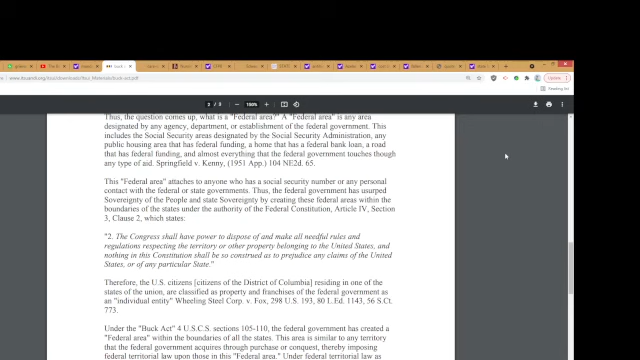 Update
Reading list
2 / 8
150%
Thus, the question comes up, what is a "Federal area?" A "Federal area" is any area
designated by any agency, department, or establishment of the federal government. This
includes the Social Security areas designated by the Social Security Administration, any
public housing area that has federal funding, a home that has a federal bank loan, a road
that has federal funding, and almost everything that the federal government touches though
any type of aid. Springfield v. Kenny, (1951 App.) 104 NE2d. 65.
This "Federal area" attaches to anyone who has a social security number or any personal
contact with the federal or state governments. Thus, the federal government has usurped
Sovereignty of the People and state Sovereignty by creating these federal areas within the
boundaries of the states under the authority of the Federal Constitution, Article IV, Section
3, Clause 2, which states:
"2. The Congress shall have power to dispose of and make all needful rules and
regulations respecting the territory or other property belonging to the United States, and
nothing in this Constitution shall be so construed as to prejudice any claims of the United
States, or of any particular State."
Therefore, the U.S. citizens [citizens of the District of Columbia] residing in one of the
states of the union, are classified as property and franchises of the federal government as
an "individual entity" Wheeling Steel Corp. v. Fox, 298 U.S. 193, 80 L.Ed. 1143, 56 S.Ct.
773.
Under the "Buck Act" 4 U.S.C.S. sections 105-110, the federal government has created a
"Federal area" within the boundaries of all the states. This area is similar to any territory
that the federal government acquires through purchase or conquest, thereby imposing
federal territorial law upon those in this "Federal Area." Under federal territorial law as